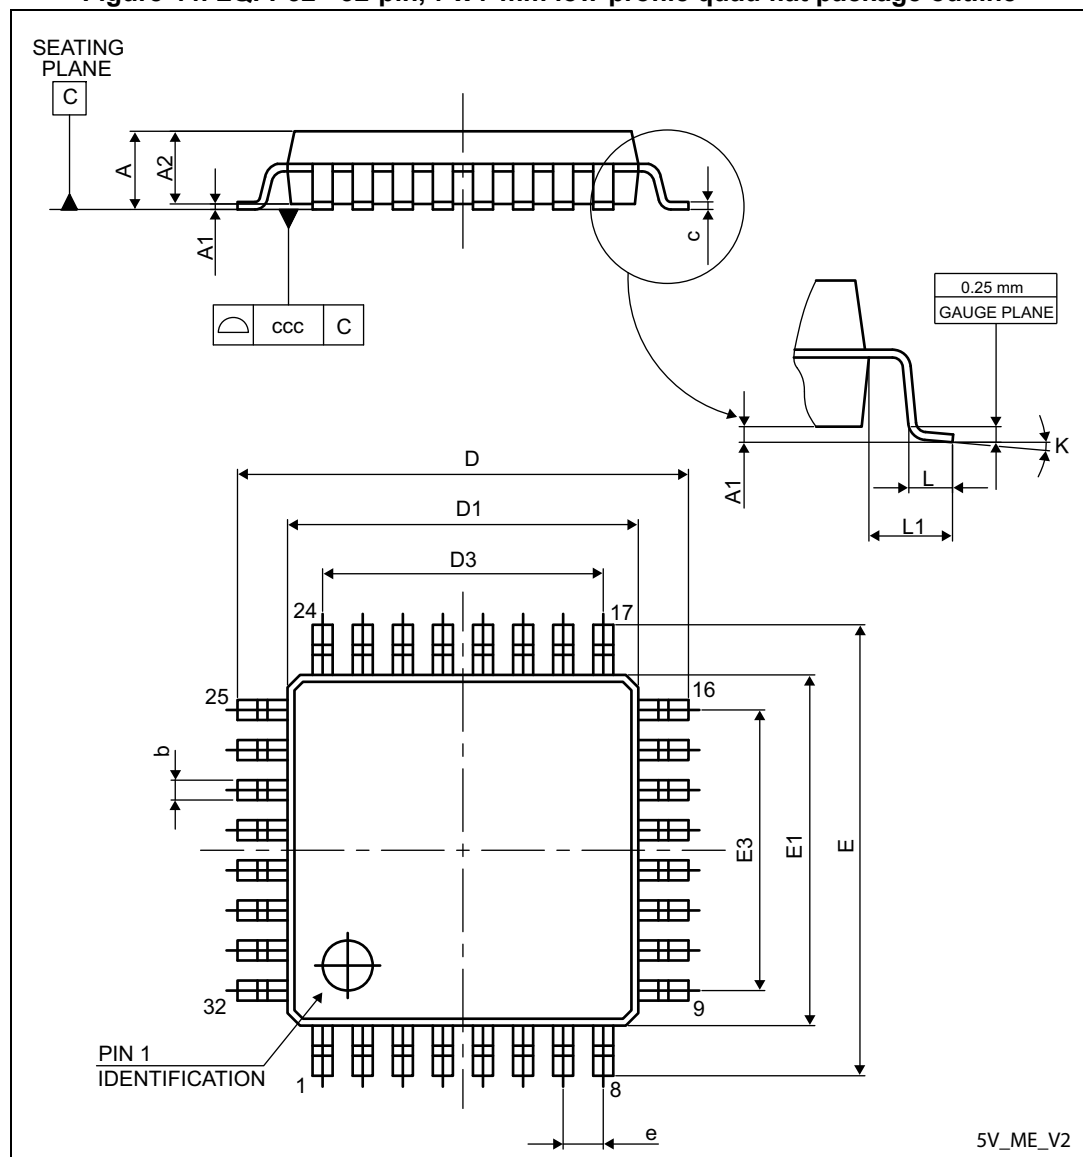 SEATING
PLANE
C
A
A2
A1
c
ccc
C
0.25 mm
GAUGE PLANE
K
A1
L
L1
D
D1
D3
24
17
25
16
b
E3
E1
E
32
9
PIN 1
IDENTIFICATION
1
8
e
5V_ME_V2